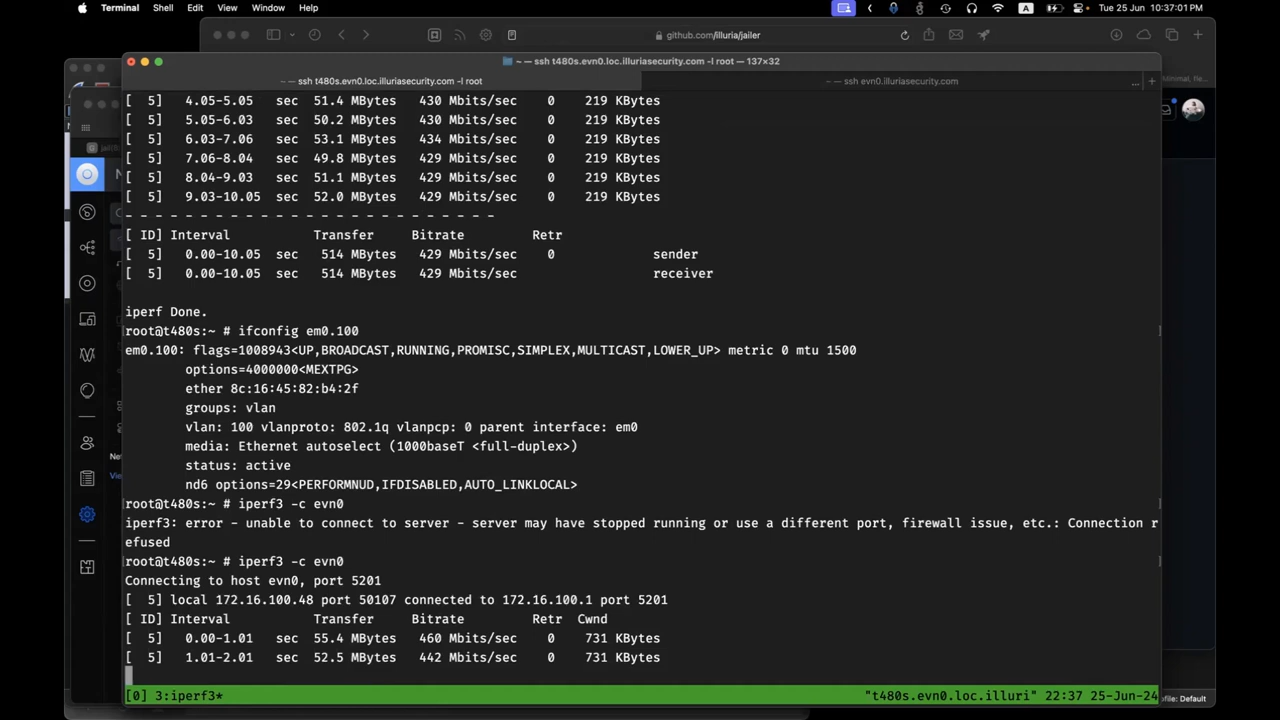 Terminal Shell Edit View Window Help
A
Tue 25 Jun 10:37:01 PM
github.com/illuria/jailer
~ — ssh t480s.evn0.loc.illuriasecurity.com -l root — 137×32
~ — ssh t480s.evn0.loc.illuriasecurity.com -l root
~ — ssh evn0.illuriasecurity.com
... +
[  5]   4.05-5.05   sec  51.4 MBytes   430 Mbits/sec    0    219 KBytes
[  5]   5.05-6.03   sec  50.2 MBytes   430 Mbits/sec    0    219 KBytes
[  5]   6.03-7.06   sec  53.1 MBytes   434 Mbits/sec    0    219 KBytes
[  5]   7.06-8.04   sec  49.8 MBytes   429 Mbits/sec    0    219 KBytes
[  5]   8.04-9.03   sec  51.1 MBytes   429 Mbits/sec    0    219 KBytes
[  5]   9.03-10.05  sec  52.0 MBytes   429 Mbits/sec    0    219 KBytes
- - - - - - - - - - - - - - - - - - - - - - - - -
[ ID] Interval           Transfer     Bitrate         Retr
[  5]   0.00-10.05  sec   514 MBytes   429 Mbits/sec    0             sender
[  5]   0.00-10.05  sec   514 MBytes   429 Mbits/sec                  receiver
iperf Done.
root@t480s:~ # ifconfig em0.100
em0.100: flags=1008943<UP,BROADCAST,RUNNING,PROMISC,SIMPLEX,MULTICAST,LOWER_UP> metric 0 mtu 1500
options=4000000<MEXTPG>
ether 8c:16:45:82:b4:2f
groups: vlan
vlan: 100 vlanproto: 802.1q vlanpcp: 0 parent interface: em0
media: Ethernet autoselect (1000baseT <full-duplex>)
status: active
nd6 options=29<PERFORMNUD,IFDISABLED,AUTO_LINKLOCAL>
root@t480s:~ # iperf3 -c evn0
iperf3: error - unable to connect to server - server may have stopped running or use a different port, firewall issue, etc.: Connection r
efused
root@t480s:~ # iperf3 -c evn0
Connecting to host evn0, port 5201
[  5] local 172.16.100.48 port 50107 connected to 172.16.100.1 port 5201
[ ID] Interval           Transfer     Bitrate         Retr  Cwnd
[  5]   0.00-1.01   sec  55.4 MBytes   460 Mbits/sec    0    731 KBytes
[  5]   1.01-2.01   sec  52.5 MBytes   442 Mbits/sec    0    731 KBytes
[0] 3:iperf3* "t480s.evn0.loc.illuri" 22:37 25-Jun-24
jail(8
N
Net
Vie
Minimal, Ne...
file: Default